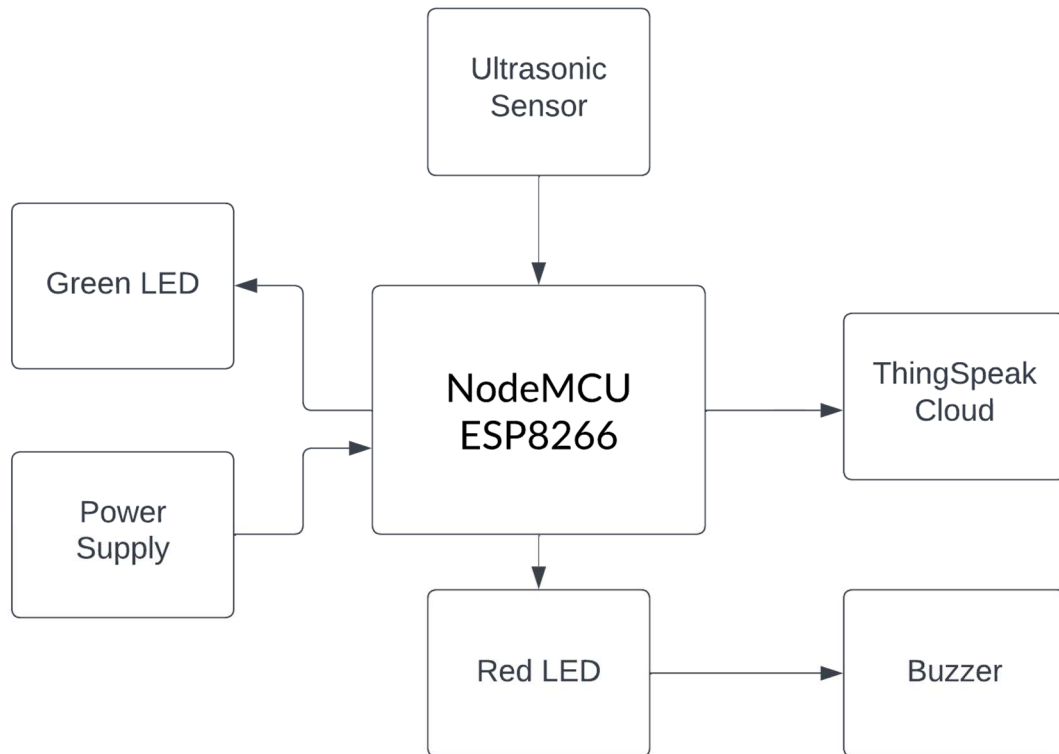 Ultrasonic
Sensor
Green LED
NodeMCU
ESP8266
ThingSpeak
Cloud
Power
Supply
Red LED
Buzzer